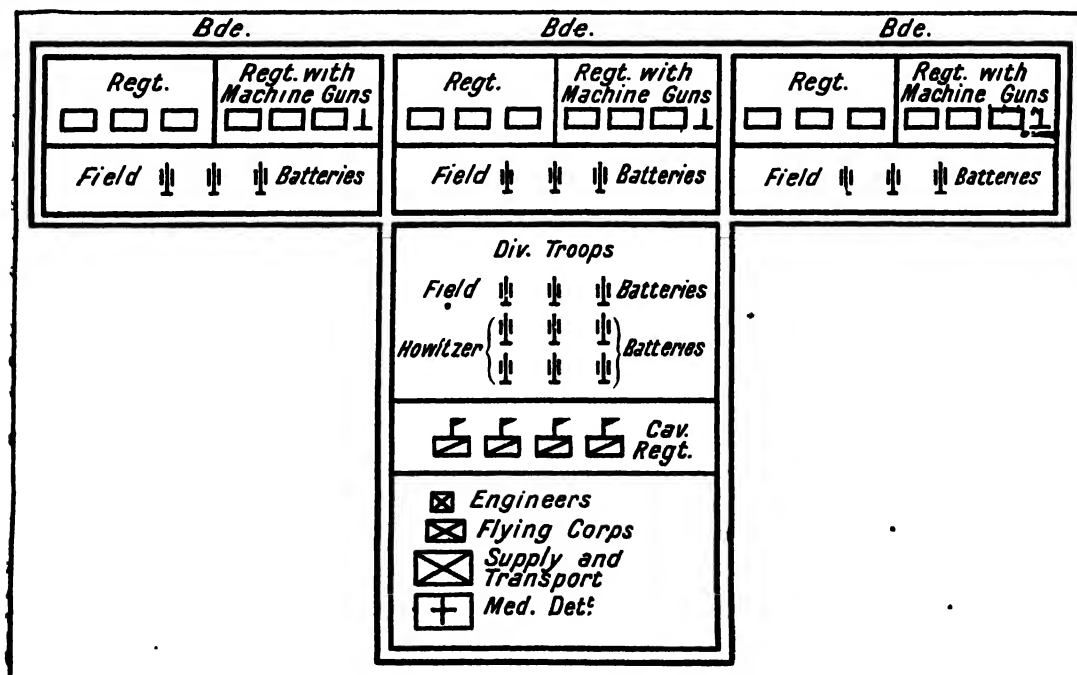 Bde. Bde. Bde.
Regt. Regt. with Machine Guns Regt. Regt. with Machine Guns Regt. Regt. with Machine Guns
Field Batteries Field Batteries Field Batteries
Div. Troops
Field Batteries
Howitzer Batteries
Cav. Regt.
Engineers
Flying Corps
Supply and
Transport
Med. Dett.